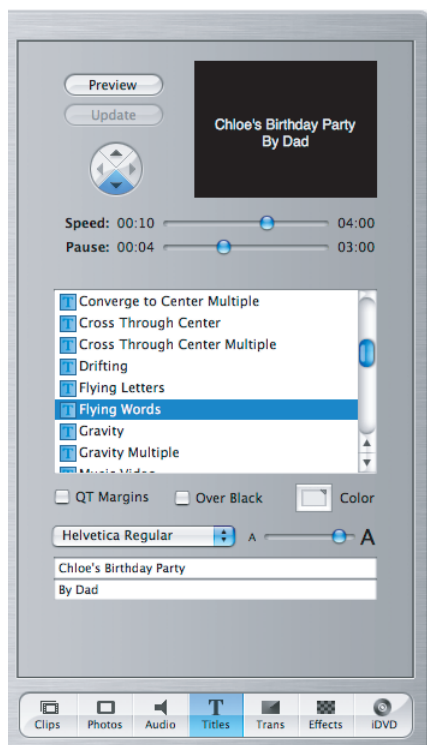 Preview
Update
Chloe's Birthday Party
By Dad
Speed: 00:10 04:00
Pause: 00:04 03:00
T Converge to Center Multiple
T Cross Through Center
T Cross Through Center Multiple
T Drifting
T Flying Letters
T Flying Words
T Gravity
T Gravity Multiple
T Music Video
QT Margins Over Black Color
Helvetica Regular A A
Chloe's Birthday Party
By Dad
T
Clips Photos Audio Titles Trans Effects iDVD